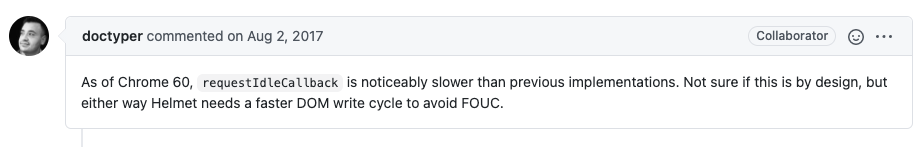 doctyper commented on Aug 2, 2017 Collaborator
As of Chrome 60, requestIdleCallback is noticeably slower than previous implementations. Not sure if this is by design, but
either way Helmet needs a faster DOM write cycle to avoid FOUC.